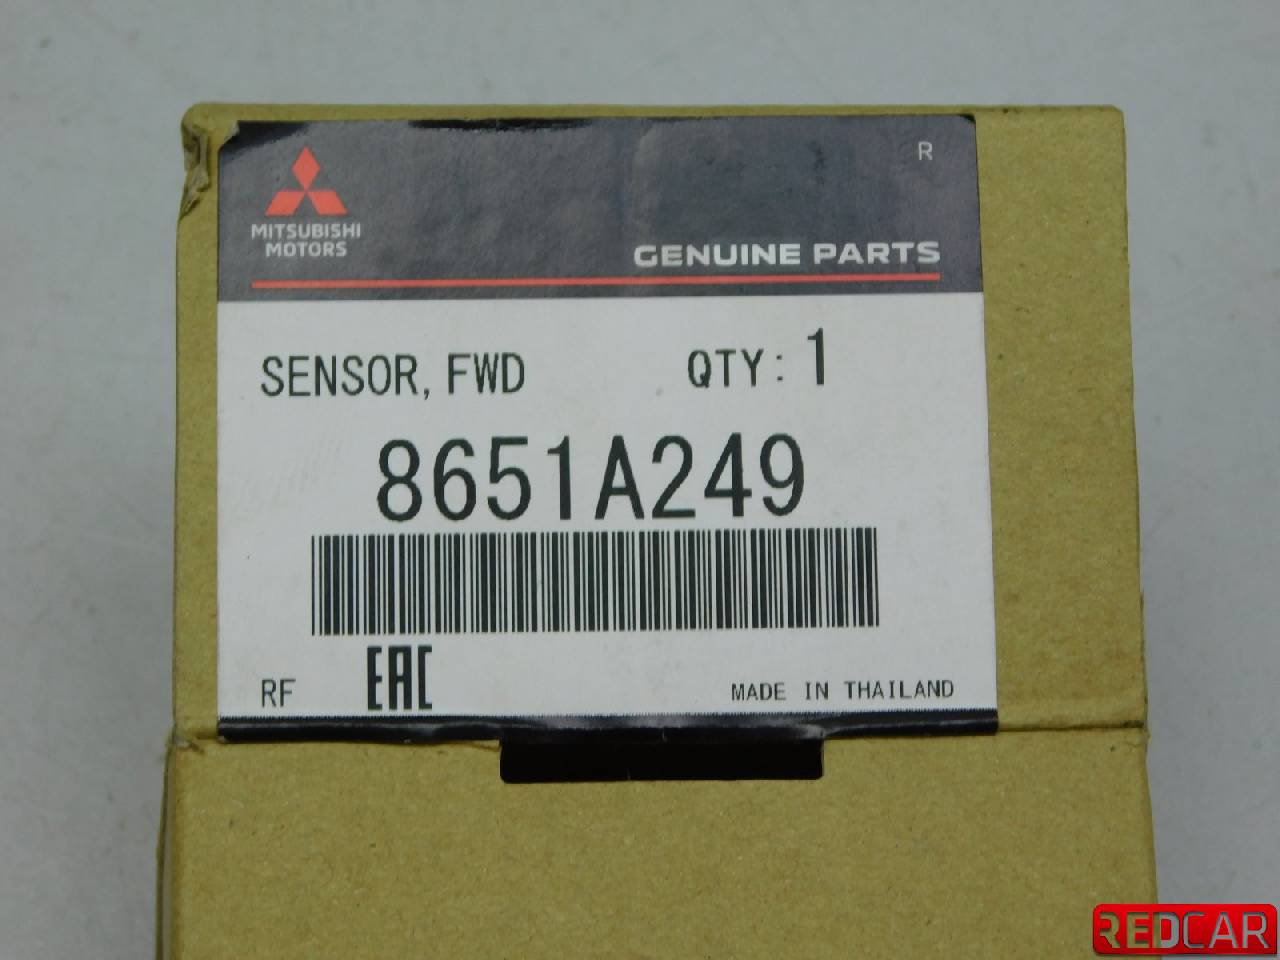 R
MITSUBISHI
MOTORS
GENUINE PARTS
SENSOR, FWD
QTY: 1
8651A249
RF
EAC
MADE IN THAILAND
REDCAR